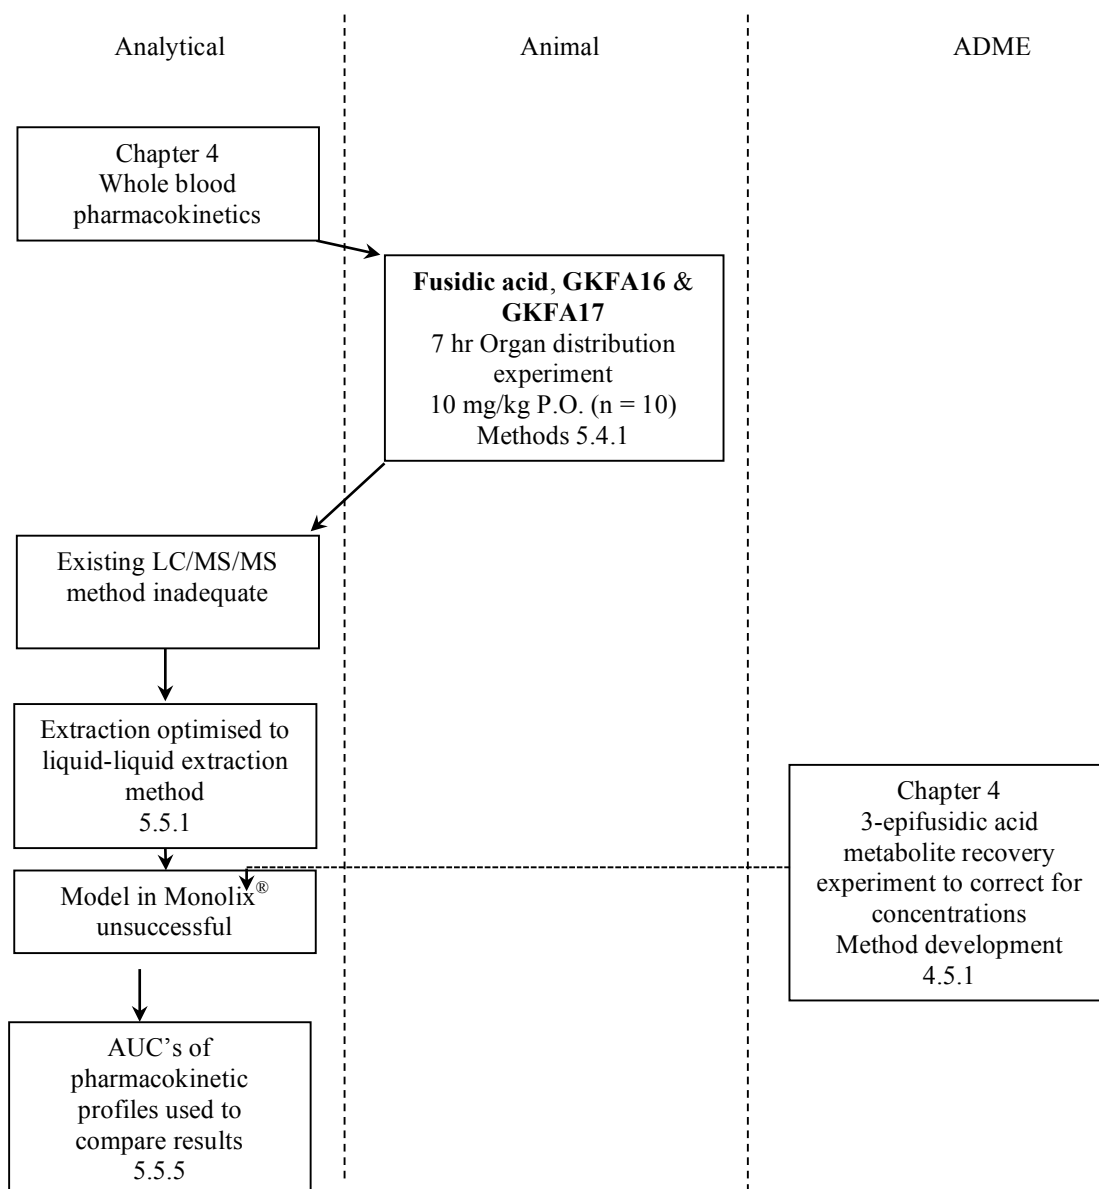 Analytical
Animal
ADME
Chapter 4
Whole blood
pharmacokinetics
Fusidic acid, GKFA16 &
GKFA17
7 hr Organ distribution
experiment
10 mg/kg P.O. (n = 10)
Methods 5.4.1
Existing LC/MS/MS
method inadequate
Extraction optimised to
liquid-liquid extraction
method
5.5.1
Chapter 4
3-epifusidic acid
metabolite recovery
experiment to correct for
concentrations
Method development
4.5.1
Model in Monolix®
unsuccessful
AUC's of
pharmacokinetic
profiles used to
compare results
5.5.5